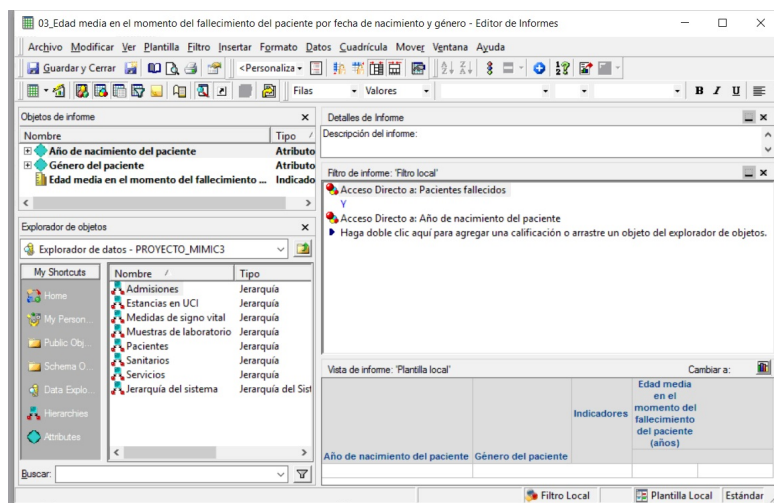 03_Edad media en el momento del fallecimiento del paciente por fecha de nacimiento y género - Editor de Informes
Archivo Modificar Ver Plantilla Filtro Insertar Formato Datos Cuadrícula Mover Ventana Ayuda
Guardar y Cerrar <Personaliza
Filas Valores B I U
Objetos de informe
Nombre / Tipo /
Año de nacimiento del paciente Atributo
Género del paciente Atributo
Edad media en el momento del fallecimiento ... Indicado
Explorador de objetos
Explorador de datos - PROYECTO_MIMIC3
My Shortcuts
Home
My Person...
Public Obj...
Schema O...
Data Explo...
Hierarchies
Attributes
Nombre / Tipo
Admisiones Jerarquía
Estancias en UCI Jerarquía
Medidas de signo vital Jerarquía
Muestras de laboratorio Jerarquía
Pacientes Jerarquía
Sanitarios Jerarquía
Servicios Jerarquía
Jerarquía del sistema Jerarquía del Sist
Buscar:
Detalles de Informe
Descripción del informe:
Filtro de informe: 'Filtro local'
Acceso Directo a: Pacientes fallecidos
Y
Acceso Directo a: Año de nacimiento del paciente
Haga doble clic aquí para agregar una calificación o arrastre un objeto del explorador de objetos.
Vista de informe: 'Plantilla local' Cambiar a:
Año de nacimiento del paciente Género del paciente
Indicadores
Edad media
en el
momento del
fallecimiento
del paciente
(años)
Filtro Local Plantilla Local Estándar